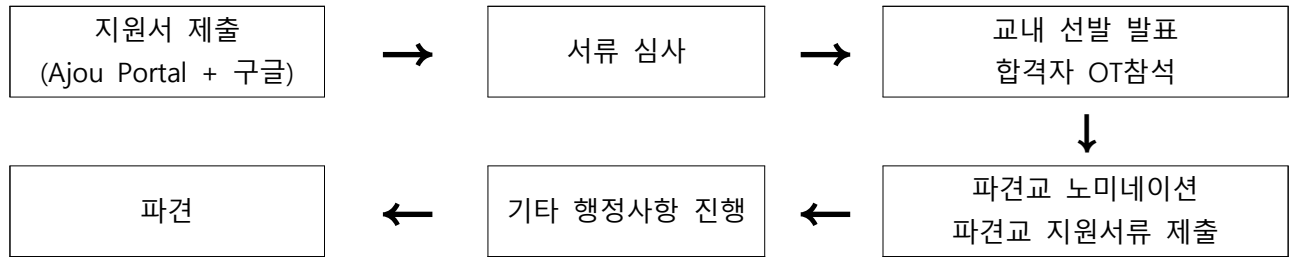 지원서 제출
(Ajou Portal + 구글)
→
서류 심사
→
교내 선발 발표
합격자 OT참석
↓
파견교 노미네이션
파견교 지원서류 제출
←
기타 행정사항 진행
←
파견